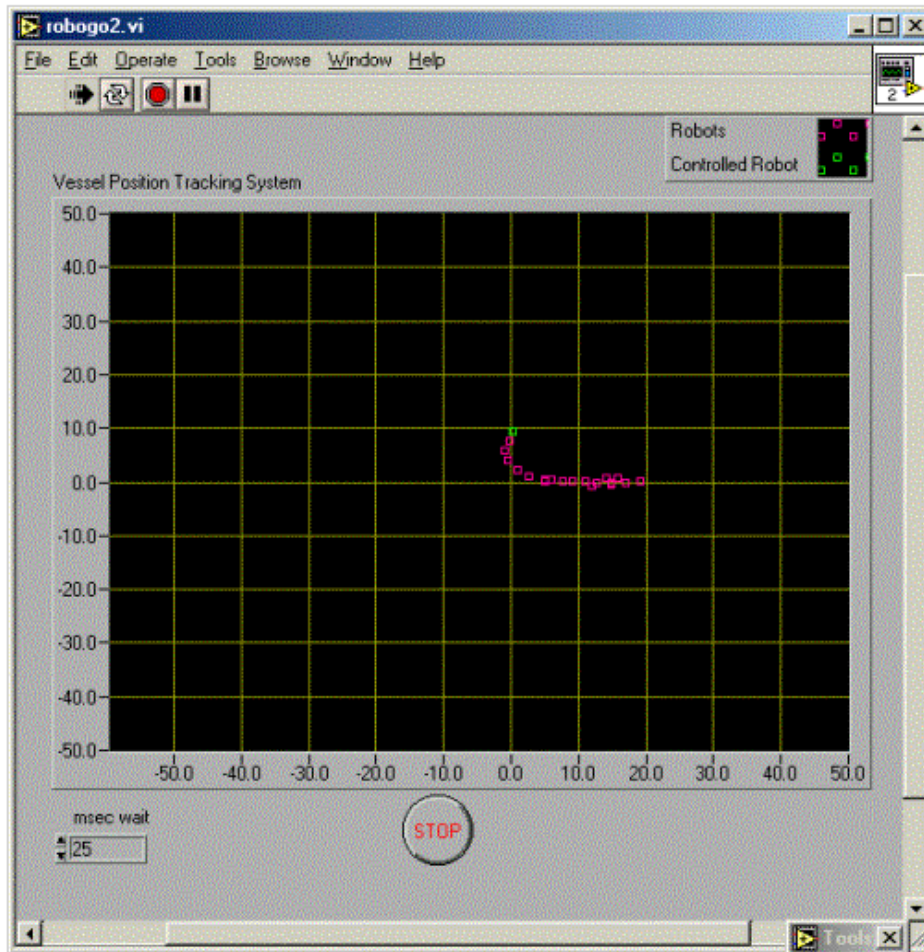 robogo2.vi
File Edit Operate Tools Browse Window Help
2
Robots
Controlled Robot
Vessel Position Tracking System
50.0
40.0
30.0
20.0
10.0
0.0
-10.0
-20.0
-30.0
-40.0
-50.0
-50.0 -40.0 -30.0 -20.0 -10.0 0.0 10.0 20.0 30.0 40.0 50.0
msec wait
25
STOP
Tools